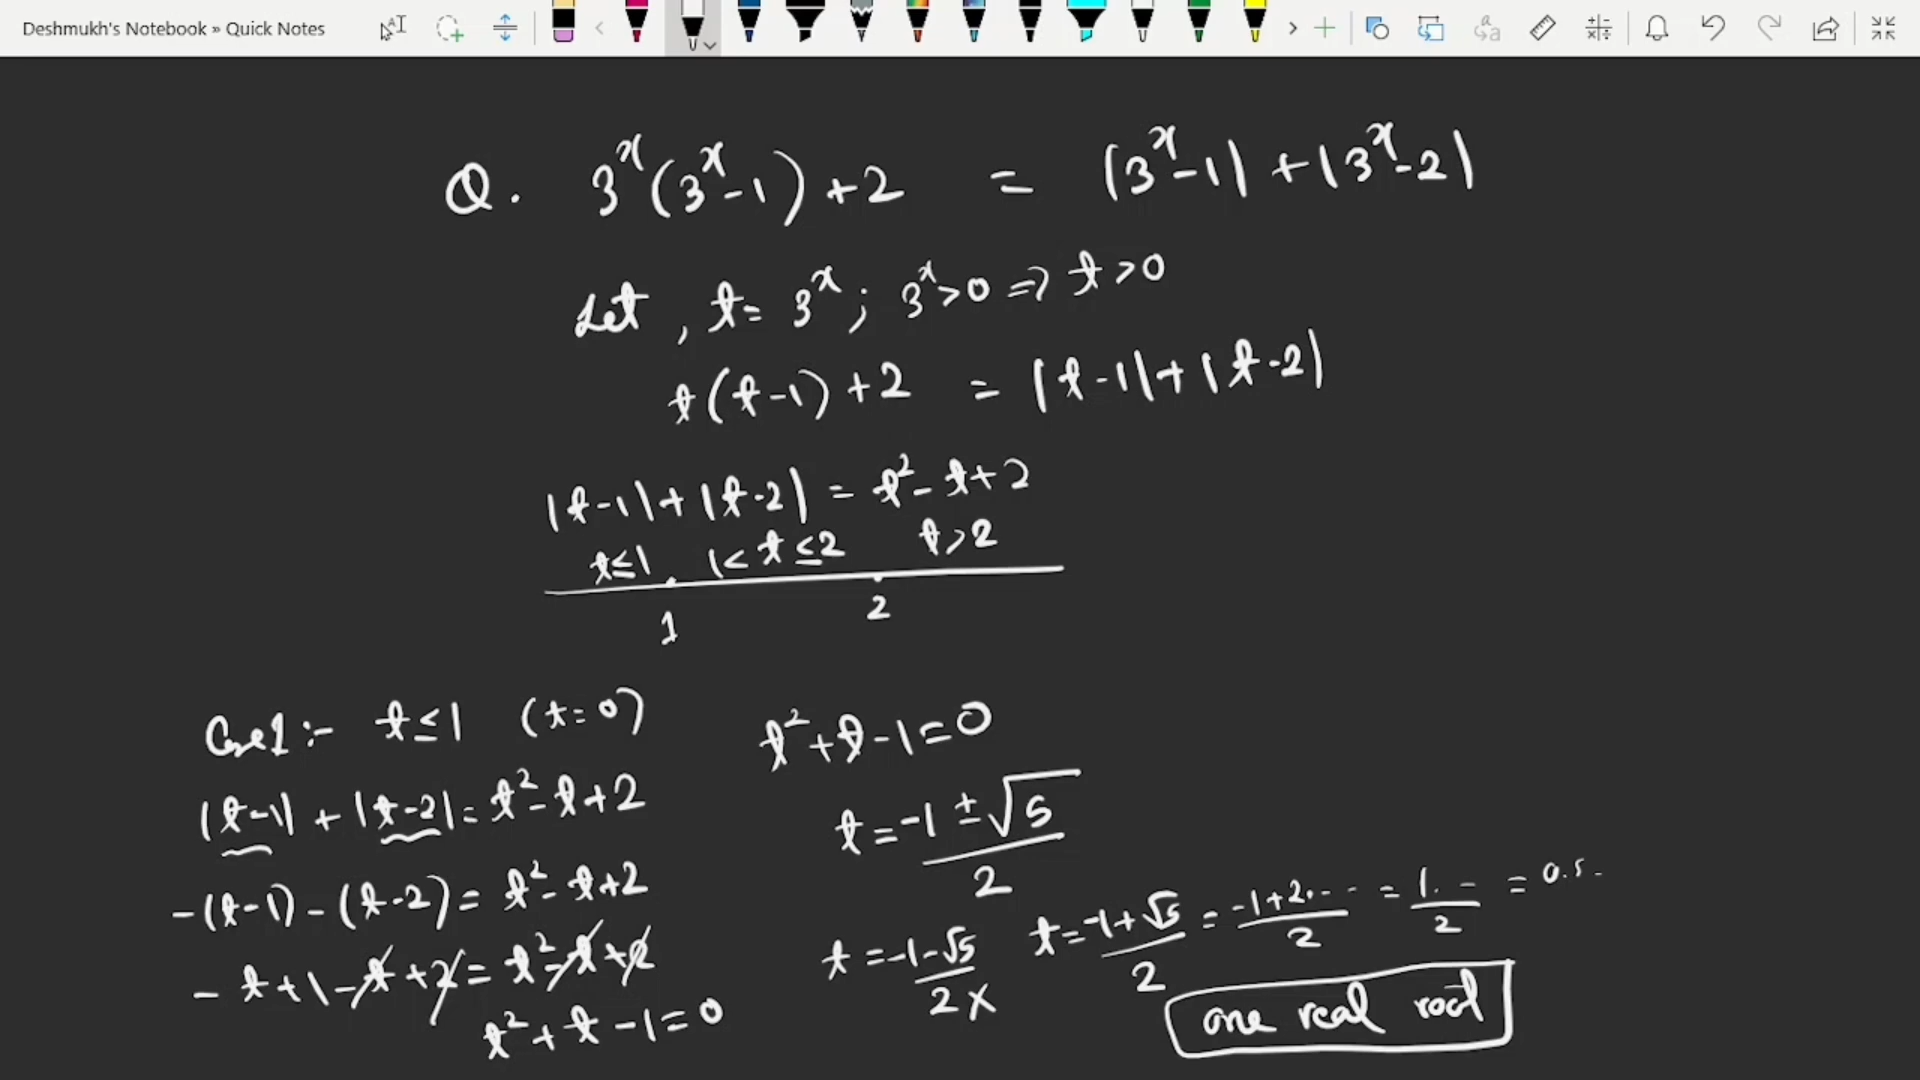 Deshmukh's Notebook » Quick Notes
Q. 3^x(3^x-1)+2 = |3^x-1|+|3^x-2|
Let, t = 3^x; 3^x>0 ⇒ t>0
t(t-1)+2 = |t-1|+|t-2|
|t-1|+|t-2| = t²-t+2
t≤1 1<t≤2 t>2
1 2
Case1:- t≤1 (t=0)
|t-1|+|t-2| = t²-t+2
-(t-1)-(t-2) = t²-t+2
-t+1-t+2 = t²-t+2
t²+t-1=0
t²+t-1=0
t = -1±√5/2
t = -1-√5/2 X
t = -1+√5/2 = -1+2.--/2 = 1.--/2 = 0.5-
one real root